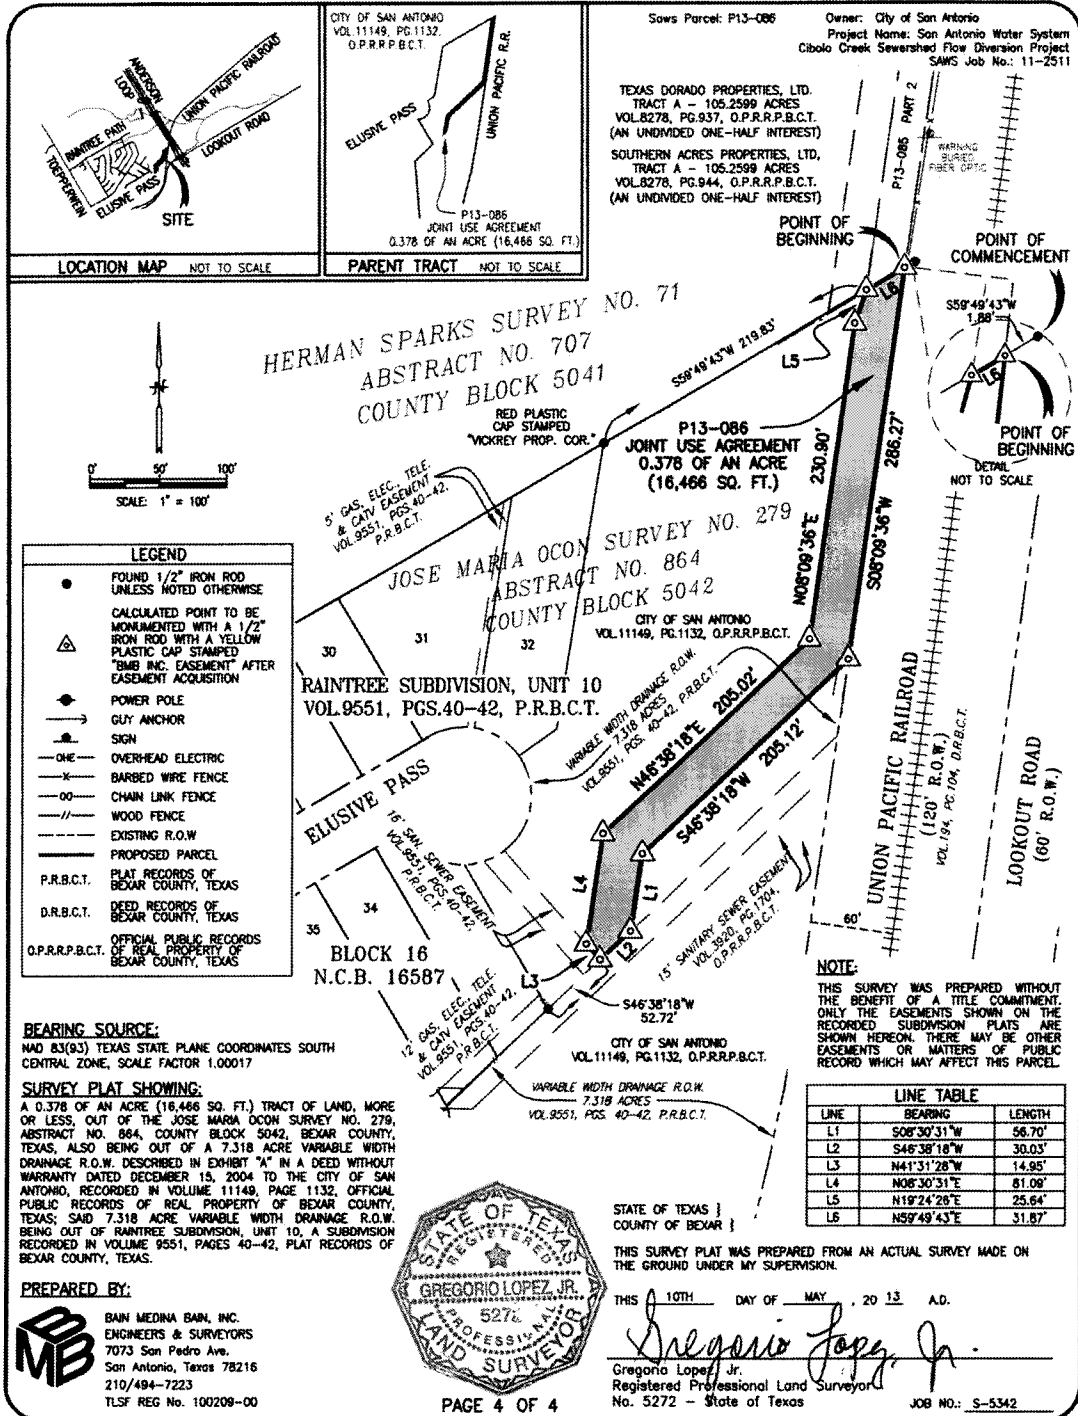 CITY OF SAN ANTONIO
VOL.11149, PG.1132,
O.P.R.R.P.B.C.T.
ANDERSON
LOOP
UNION PACIFIC RAILROAD
RAINTREE PATH
LOOKOUT ROAD
TOEPPERWEIN
ELUSIVE PASS
SITE
LOCATION MAP NOT TO SCALE
ELUSIVE PASS
UNION PACIFIC R.R.
P13-086
JOINT USE AGREEMENT
0.378 OF AN ACRE (16,466 SQ. FT.)
PARENT TRACT NOT TO SCALE
Saws Parcel: P13-086
Owner: City of San Antonio
Project Name: San Antonio Water System
Cibolo Creek Sewershed Flow Diversion Project
SAWS Job No.: 11-2511
TEXAS DORADO PROPERTIES, LTD.
TRACT A - 105.2599 ACRES
VOL.8278, PG.937, O.P.R.R.P.B.C.T.
(AN UNDIVIDED ONE-HALF INTEREST)
SOUTHERN ACRES PROPERTIES, LTD,
TRACT A - 105.2599 ACRES
VOL.8278, PG.944, O.P.R.R.P.B.C.T.
(AN UNDIVIDED ONE-HALF INTEREST)
P13-086 PART 2
WARNING
BURIED
FIBER OPTIC
POINT OF
BEGINNING
POINT OF
COMMENCEMENT
S59°49'43"W
1.88'
L6
L6
POINT OF
BEGINNING
DETAIL
NOT TO SCALE
HERMAN SPARKS SURVEY NO. 71
ABSTRACT NO. 707
COUNTY BLOCK 5041
S59°49'43"W 219.83'
L5
RED PLASTIC
CAP STAMPED
"VICKREY PROP. COR."
P13-086
JOINT USE AGREEMENT
0.378 OF AN ACRE
(16,466 SQ. FT.)
N08°09'36"E 230.90'
S08°09'36"W 286.27'
0' 50' 100'
SCALE: 1" = 100'
5' GAS, ELEC., TELE.
& CATV EASEMENT
VOL.9551, PGS.40-42,
P.R.B.C.T.
JOSE MARIA OCON SURVEY NO. 279
ABSTRACT NO. 864
COUNTY BLOCK 5042
CITY OF SAN ANTONIO
VOL.11149, PG.1132, O.P.R.R.P.B.C.T.
LEGEND
FOUND 1/2" IRON ROD
UNLESS NOTED OTHERWISE
CALCULATED POINT TO BE
MONUMENTED WITH A 1/2"
IRON ROD WITH A YELLOW
PLASTIC CAP STAMPED
"BMB INC. EASEMENT" AFTER
EASEMENT ACQUISITION
POWER POLE
GUY ANCHOR
SIGN
OHE OVERHEAD ELECTRIC
x BARBED WIRE FENCE
OO CHAIN LINK FENCE
// WOOD FENCE
EXISTING R.O.W
PROPOSED PARCEL
P.R.B.C.T. PLAT RECORDS OF
BEXAR COUNTY, TEXAS
D.R.B.C.T. DEED RECORDS OF
BEXAR COUNTY, TEXAS
O.P.R.R.P.B.C.T. OFFICIAL PUBLIC RECORDS
OF REAL PROPERTY OF
BEXAR COUNTY, TEXAS
30
31
32
RAINTREE SUBDIVISION, UNIT 10
VOL.9551, PGS.40-42, P.R.B.C.T.
VARIABLE WIDTH DRAINAGE R.O.W.
7.318 ACRES
VOL.9551, PGS. 40-42, P.R.B.C.T.
N46°38'18"E 205.02'
S46°38'18"W 205.12'
ELUSIVE PASS
16' SAN. SEWER EASEMENT
VOL.9551, PGS.40-42,
P.R.B.C.T.
UNION PACIFIC RAILROAD
(120' R.O.W.)
VOL.194, PG.104, D.R.B.C.T.
LOOKOUT ROAD
(60' R.O.W.)
60'
L4
L1
L2
L3
34
35
BLOCK 16
N.C.B. 16587
15' SANITARY SEWER EASEMENT
VOL.3920, PG.1704,
O.P.R.R.P.B.C.T.
12' GAS, ELEC., TELE.
& CATV EASEMENT
VOL.9551, PGS.40-42,
P.R.B.C.T.
S46°38'18"W
52.72'
CITY OF SAN ANTONIO
VOL.11149, PG.1132, O.P.R.R.P.B.C.T.
VARIABLE WIDTH DRAINAGE R.O.W.
7.318 ACRES
VOL.9551, PGS. 40-42, P.R.B.C.T.
NOTE:
THIS SURVEY WAS PREPARED WITHOUT
THE BENEFIT OF A TITLE COMMITMENT.
ONLY THE EASEMENTS SHOWN ON THE
RECORDED SUBDIVISION PLATS ARE
SHOWN HEREON. THERE MAY BE OTHER
EASEMENTS OR MATTERS OF PUBLIC
RECORD WHICH MAY AFFECT THIS PARCEL.
BEARING SOURCE:
NAD 83(93) TEXAS STATE PLANE COORDINATES SOUTH
CENTRAL ZONE, SCALE FACTOR 1.00017
SURVEY PLAT SHOWING:
A 0.378 OF AN ACRE (16,466 SQ. FT.) TRACT OF LAND, MORE
OR LESS, OUT OF THE JOSE MARIA OCON SURVEY NO. 279,
ABSTRACT NO. 864, COUNTY BLOCK 5042, BEXAR COUNTY,
TEXAS, ALSO BEING OUT OF A 7.318 ACRE VARIABLE WIDTH
DRAINAGE R.O.W. DESCRIBED IN EXHIBIT "A" IN A DEED WITHOUT
WARRANTY DATED DECEMBER 15, 2004 TO THE CITY OF SAN
ANTONIO, RECORDED IN VOLUME 11149, PAGE 1132, OFFICIAL
PUBLIC RECORDS OF REAL PROPERTY OF BEXAR COUNTY,
TEXAS; SAID 7.318 ACRE VARIABLE WIDTH DRAINAGE R.O.W.
BEING OUT OF RAINTREE SUBDIVISION, UNIT 10, A SUBDIVISION
RECORDED IN VOLUME 9551, PAGES 40-42, PLAT RECORDS OF
BEXAR COUNTY, TEXAS.
LINE TABLE
LINE BEARING LENGTH
L1 S08°30'31"W 56.70'
L2 S46°38'18"W 30.03'
L3 N41°31'28"W 14.95'
L4 N08°30'31"E 81.09'
L5 N19°24'26"E 25.64'
L6 N59°49'43"E 31.87'
STATE OF TEXAS }
COUNTY OF BEXAR }
THIS SURVEY PLAT WAS PREPARED FROM AN ACTUAL SURVEY MADE ON
THE GROUND UNDER MY SUPERVISION.
THIS 10TH DAY OF MAY, 20 13 A.D.
Gregorio Lopez, Jr.
Gregorio Lopez, Jr.
Registered Professional Land Surveyor
No. 5272 - State of Texas
JOB NO.: S-5342
STATE OF TEXAS
REGISTERED
GREGORIO LOPEZ, JR.
5272
PROFESSIONAL
LAND SURVEYOR
PREPARED BY:
BMB
BAIN MEDINA BAIN, INC.
ENGINEERS & SURVEYORS
7073 San Pedro Ave.
San Antonio, Texas 78216
210/494-7223
TLSF REG No. 100209-00
PAGE 4 OF 4